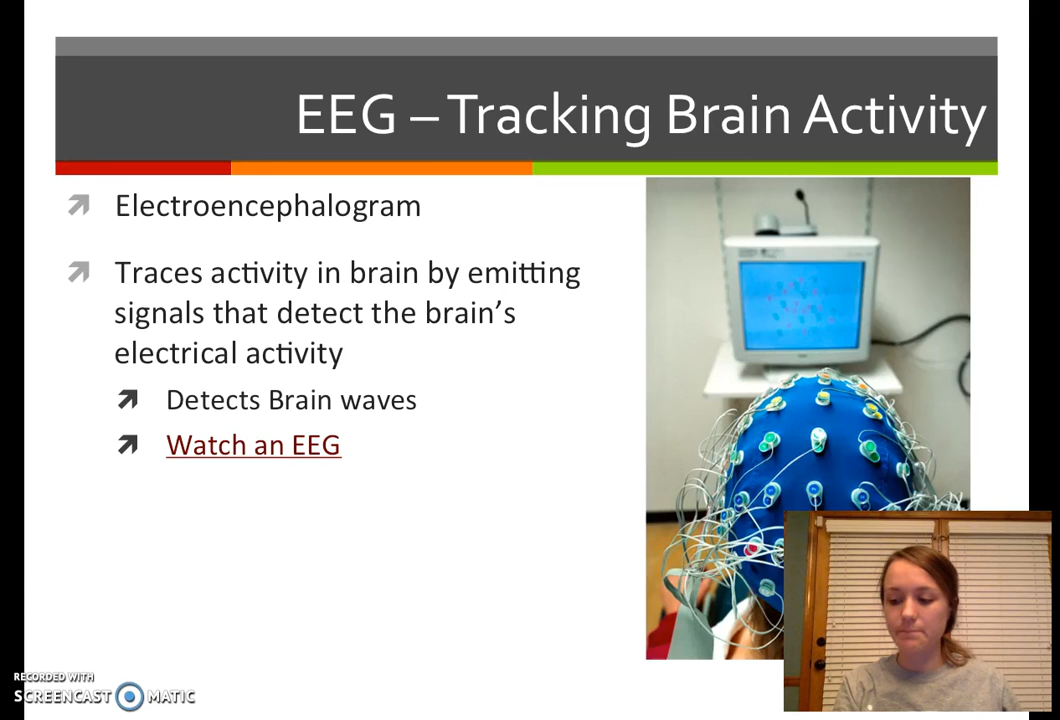 EEG – Tracking Brain Activity
Electroencephalogram
Traces activity in brain by emitting
signals that detect the brain’s
electrical activity
Detects Brain waves
Watch an EEG
RECORDED WITH
SCREENCAST MATIC